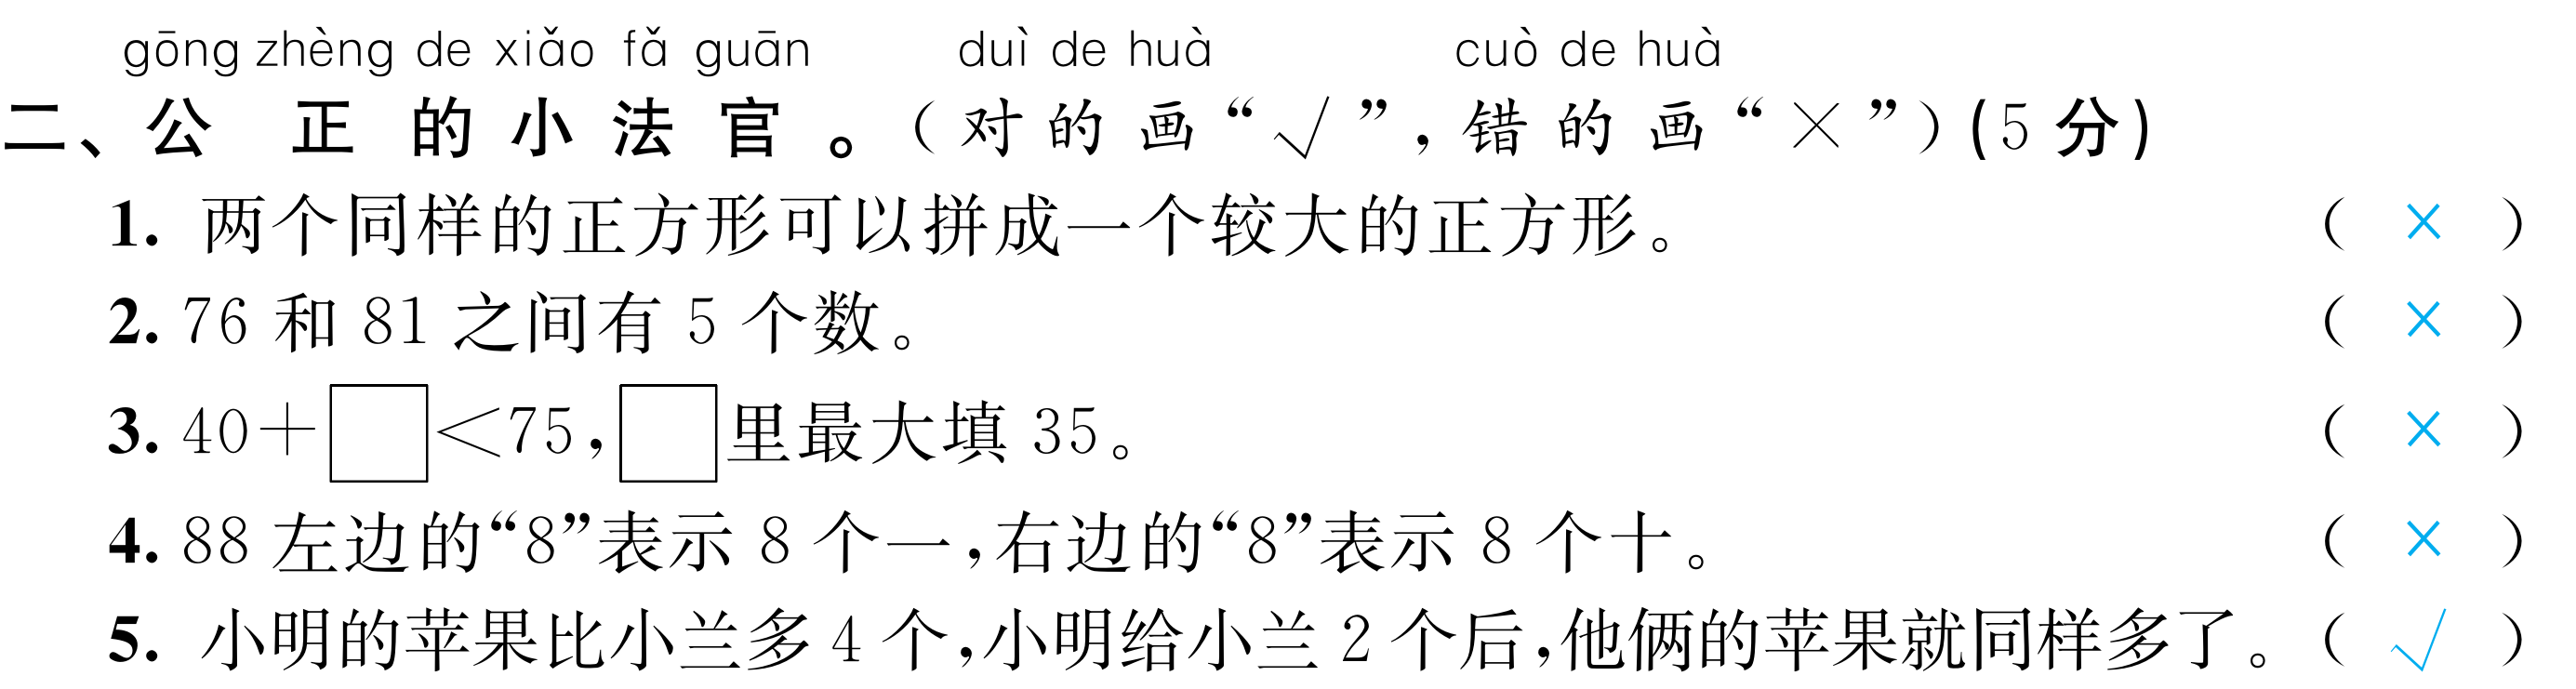 gōng zhèng de xiǎo fǎ guān duì de huà cuò de huà
二、公正的小法官。(对的画“√”,错的画“×”)(5分)
1. 两个同样的正方形可以拼成一个较大的正方形。 ( × )
2. 76 和 81 之间有 5 个数。 ( × )
3. 40+□<75,□里最大填 35。 ( × )
4. 88 左边的“8”表示 8 个一,右边的“8”表示 8 个十。 ( × )
5. 小明的苹果比小兰多 4 个,小明给小兰 2 个后,他俩的苹果就同样多了。 ( √ )